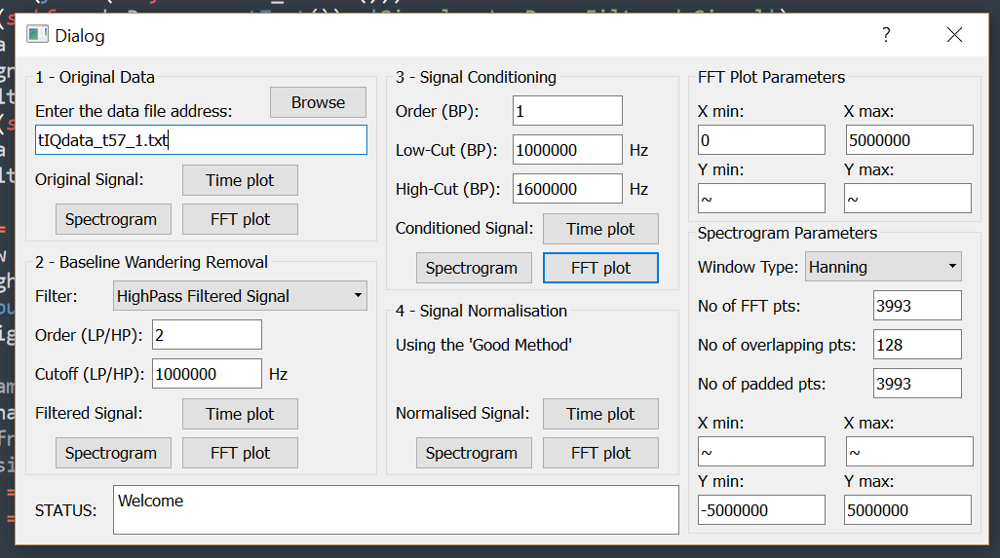 Dialog
?
1 - Original Data
Enter the data file address:
Browse
tIQdata_t57_1.txt
Original Signal:
Time plot
Spectrogram
FFT plot
2 - Baseline Wandering Removal
Filter:
HighPass Filtered Signal
Order (LP/HP):
2
Cutoff (LP/HP):
1000000
Hz
Filtered Signal:
Time plot
Spectrogram
FFT plot
3 - Signal Conditioning
Order (BP):
1
Low-Cut (BP):
1000000
Hz
High-Cut (BP):
1600000
Hz
Conditioned Signal:
Time plot
Spectrogram
FFT plot
4 - Signal Normalisation
Using the 'Good Method'
Normalised Signal:
Time plot
Spectrogram
FFT plot
FFT Plot Parameters
X min:
X max:
0
5000000
Y min:
Y max:
~
~
Spectrogram Parameters
Window Type:
Hanning
No of FFT pts:
3993
No of overlapping pts:
128
No of padded pts:
3993
X min:
X max:
~
~
Y min:
Y max:
-5000000
5000000
STATUS:
Welcome